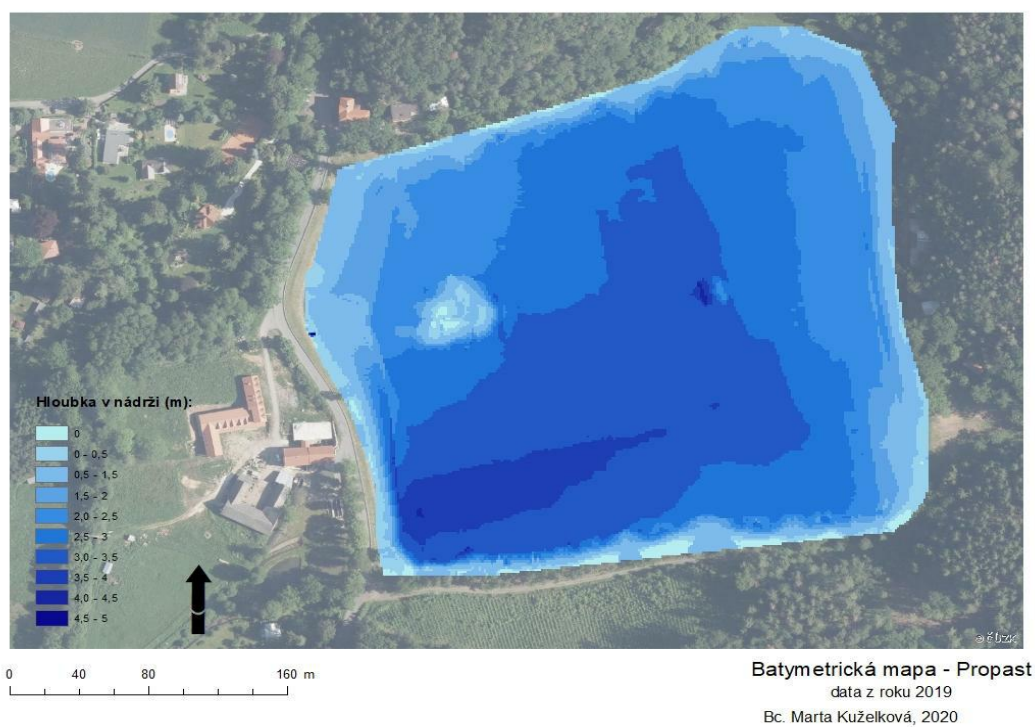 Hloubka v nádrži (m):
0
0 - 0,5
0,5 - 1,5
1,5 - 2
2,0 - 2,5
2,5 - 3
3,0 - 3,5
3,5 - 4
4,0 - 4,5
4,5 - 5
© ČÚZK
0 40 80 160 m
Batymetrická mapa - Propast
data z roku 2019
Bc. Marta Kuželková, 2020